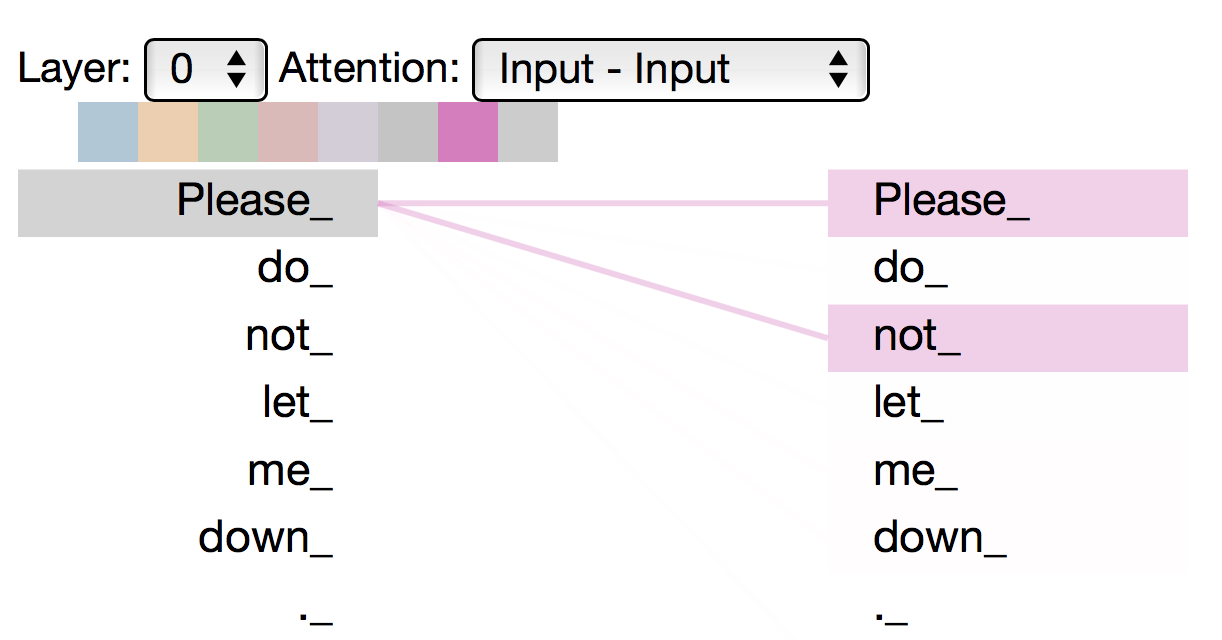 Layer: 0 Attention: Input - Input
Please_ Please_
do_ do_
not_ not_
let_ let_
me_ me_
down_ down_
._ ._